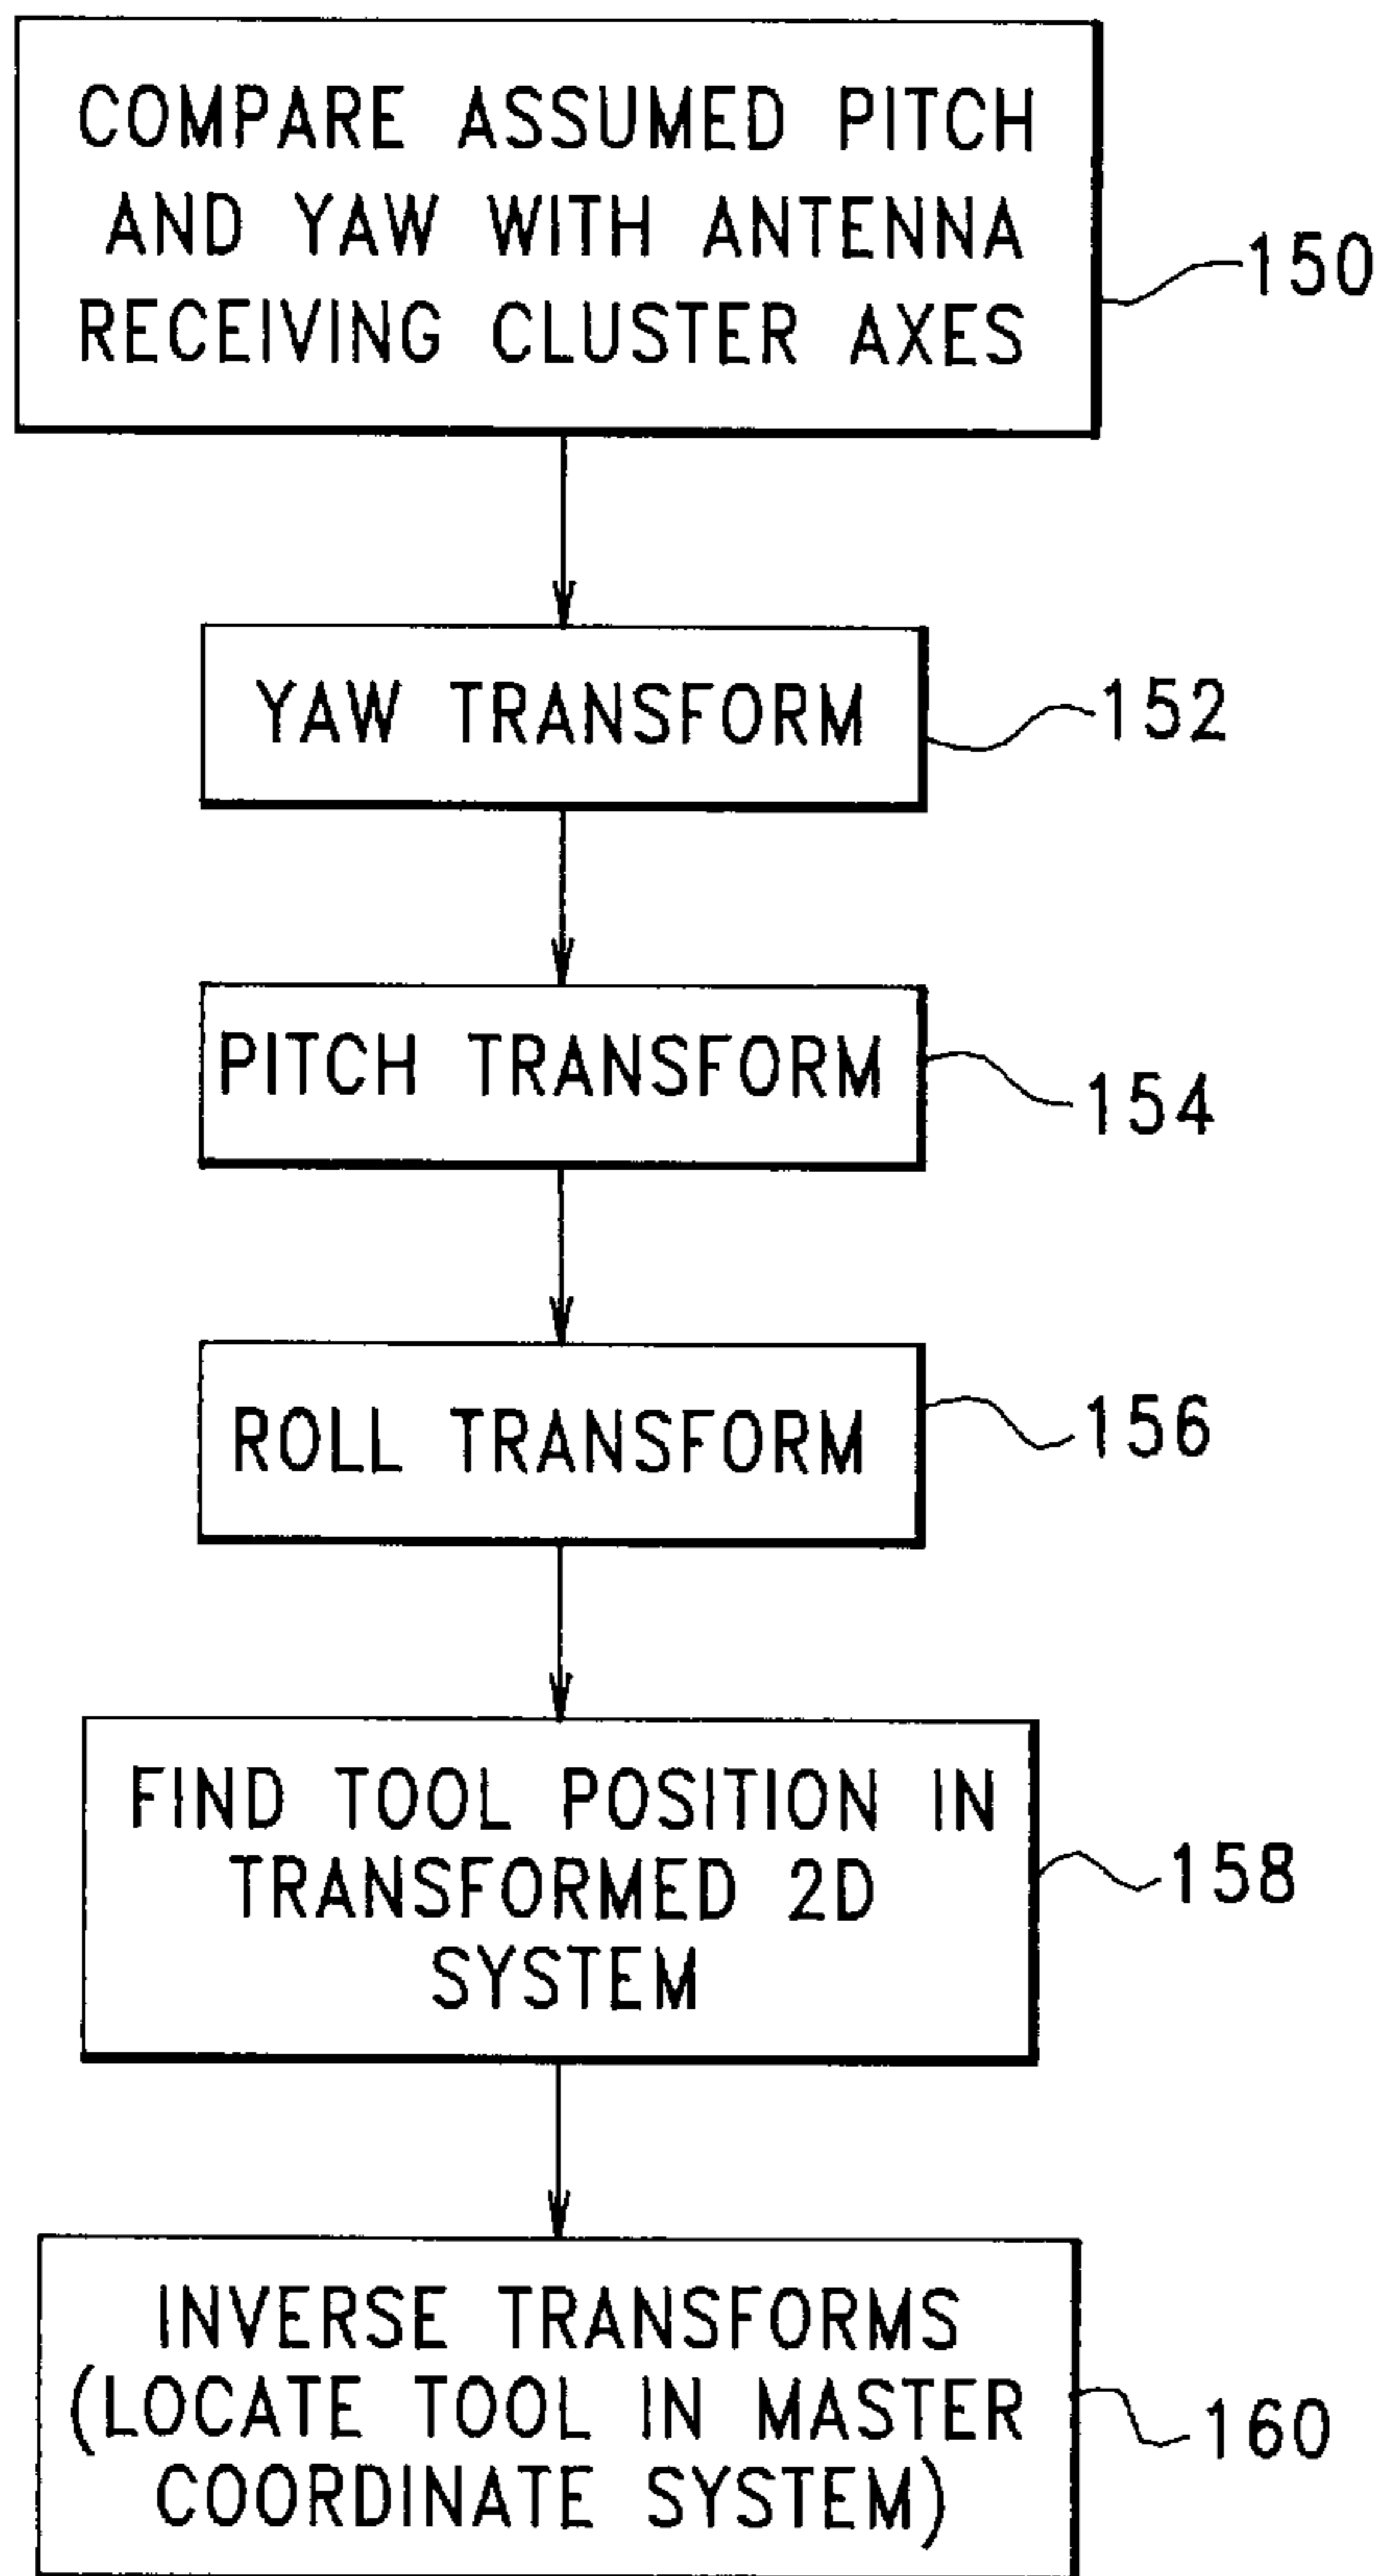 COMPARE ASSUMED PITCH
AND YAW WITH ANTENNA
RECEIVING CLUSTER AXES
150
YAW TRANSFORM
152
PITCH TRANSFORM
154
ROLL TRANSFORM
156
FIND TOOL POSITION IN
TRANSFORMED 2D
SYSTEM
158
INVERSE TRANSFORMS
(LOCATE TOOL IN MASTER
COORDINATE SYSTEM)
160